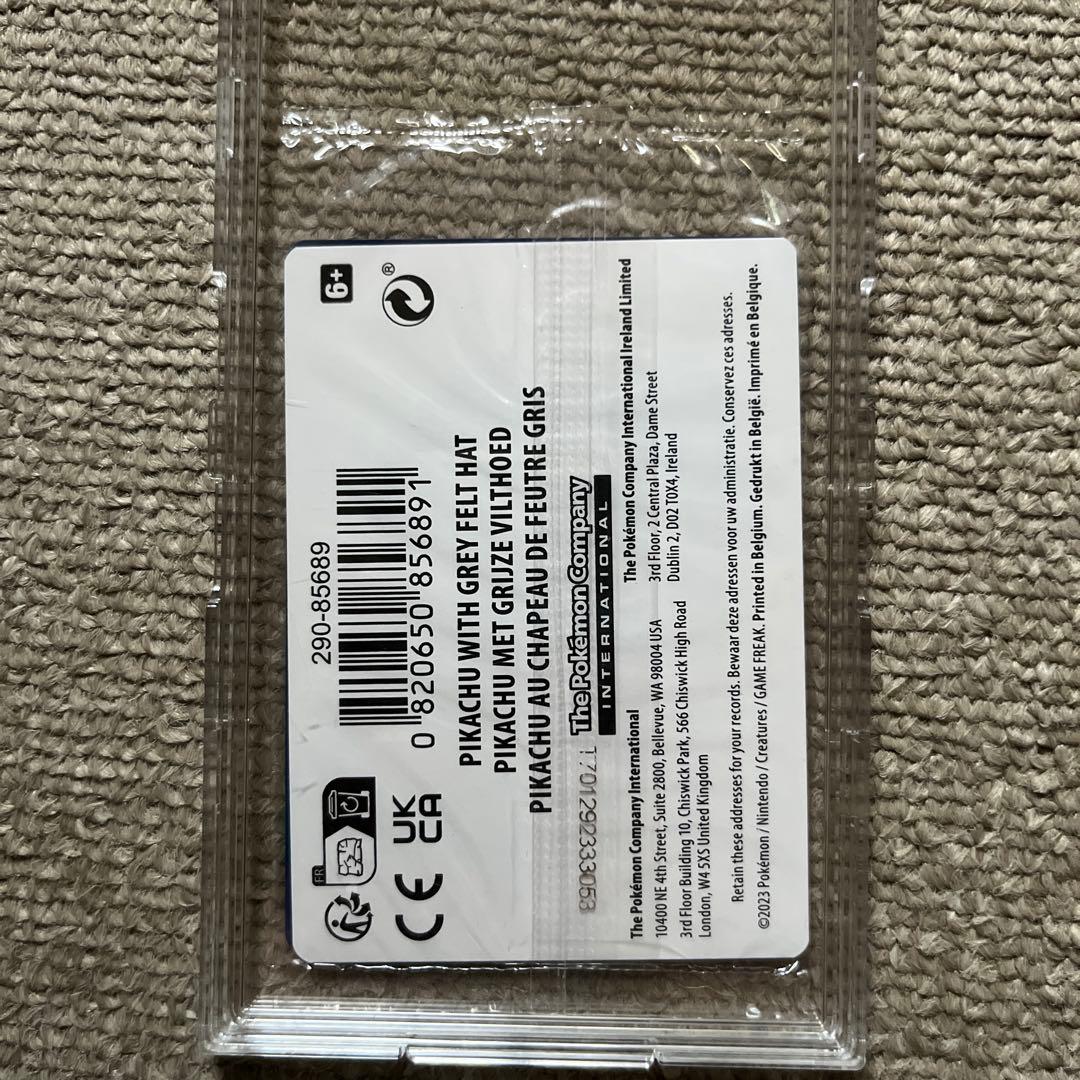 FR
CE UK
CA
290-85689
0 820650 856891
6+
®
PIKACHU WITH GREY FELT HAT
PIKACHU MET GRIJZE VILTHOED
PIKACHU AU CHAPEAU DE FEUTRE GRIS
T701292333053
The Pokémon Company
INTERNATIONAL
The Pokémon Company International
10400 NE 4th Street, Suite 2800, Bellevue, WA 98004 USA
3rd Floor Building 10, Chiswick Park, 566 Chiswick High Road
London, W4 5XS United Kingdom
The Pokémon Company International Ireland Limited
3rd Floor, 2 Central Plaza, Dame Street
Dublin 2, D02 T0X4, Ireland
Retain these addresses for your records. Bewaar deze adressen voor uw administratie. Conservez ces adresses.
©2023 Pokémon / Nintendo / Creatures / GAME FREAK. Printed in Belgium. Gedrukt in België. Imprimé en Belgique.